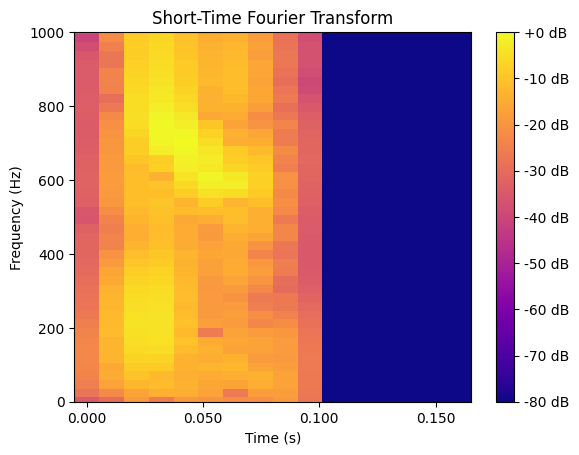 Short-Time Fourier Transform
Frequency (Hz)
1000
800
600
400
200
0
0.000
0.050
0.100
0.150
Time (s)
+0 dB
-10 dB
-20 dB
-30 dB
-40 dB
-50 dB
-60 dB
-70 dB
-80 dB